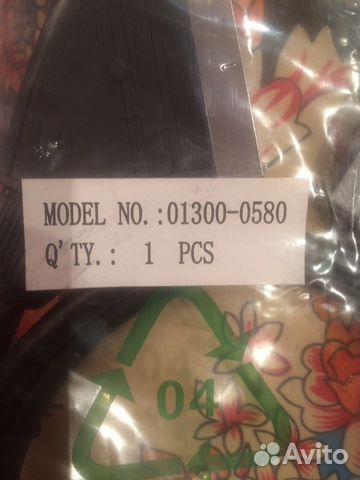 MODEL NO.:01300-0580
Q'TY.: 1 PCS
04
Avito